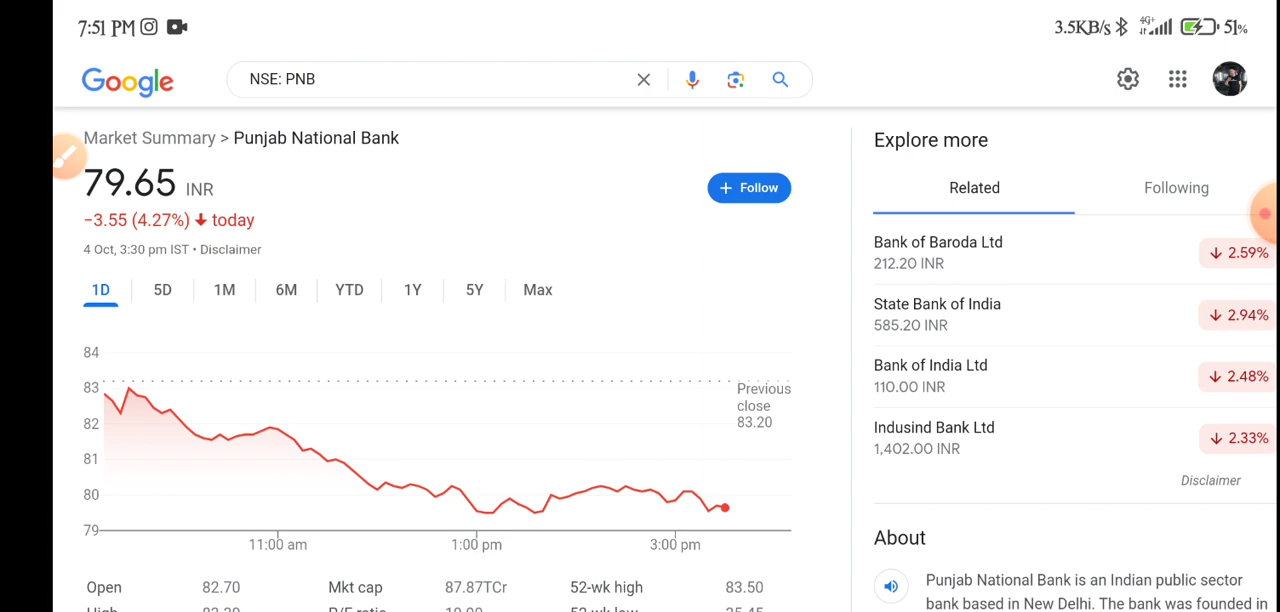 7:51 PM
3.5KB/s 4G+ 51%
Google
NSE: PNB
Market Summary > Punjab National Bank
79.65 INR
+ Follow
−3.55 (4.27%) today
4 Oct, 3:30 pm IST • Disclaimer
1D 5D 1M 6M YTD 1Y 5Y Max
84
83
82
81
80
79
Previous
close
83.20
11:00 am 1:00 pm 3:00 pm
Open 82.70 Mkt cap 87.87TCr 52-wk high 83.50
Explore more
Related Following
Bank of Baroda Ltd
212.20 INR
2.59%
State Bank of India
585.20 INR
2.94%
Bank of India Ltd
110.00 INR
2.48%
Indusind Bank Ltd
1,402.00 INR
2.33%
Disclaimer
About
Punjab National Bank is an Indian public sector
bank based in New Delhi. The bank was founded in